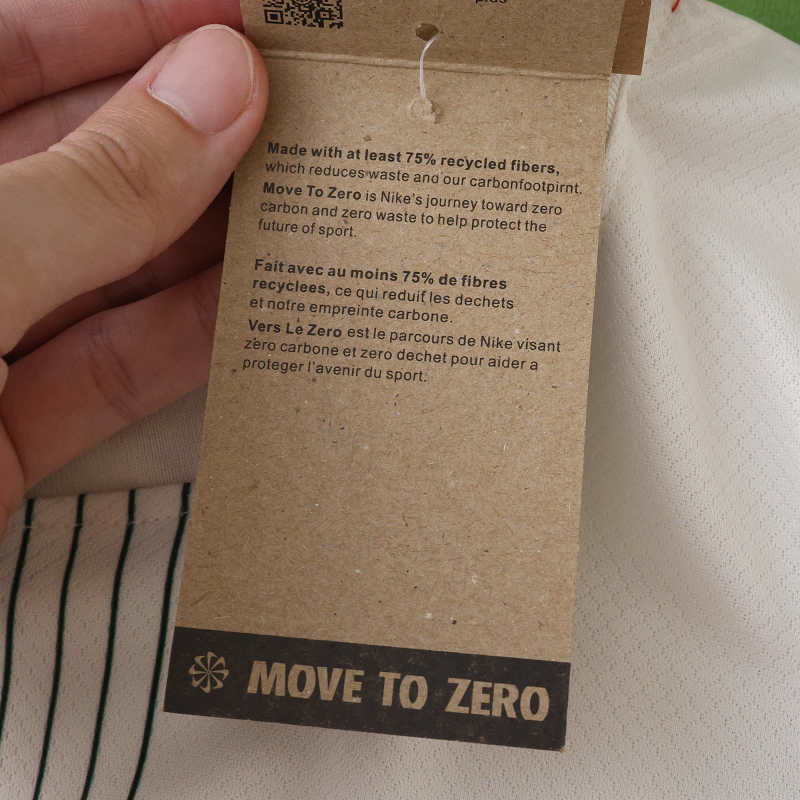 plus
Made with at least 75% recycled fibers,
which reduces waste and our carbonfootpirnt.
Move To Zero is Nike's journey toward zero
carbon and zero waste to help protect the
future of sport.
Fait avec au moins 75% de fibres
recyclees, ce qui reduit les dechets
et notre empreinte carbone.
Vers Le Zero est le parcours de Nike visant
zero carbone et zero dechet pour aider a
proteger l'avenir du sport.
MOVE TO ZERO